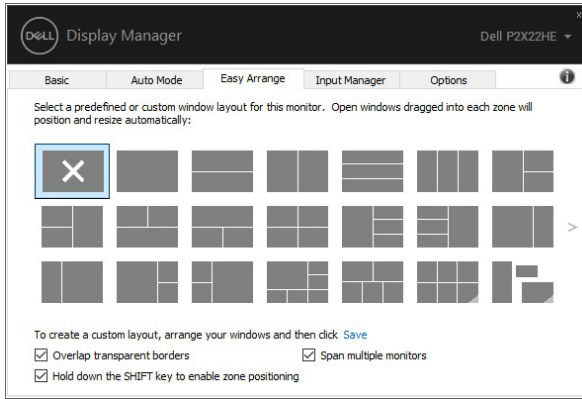 DELL Display Manager
Dell P2X22HE
Basic Auto Mode Easy Arrange Input Manager Options
Select a predefined or custom window layout for this monitor. Open windows dragged into each zone will
position and resize automatically:
To create a custom layout, arrange your windows and then click Save
Overlap transparent borders
Span multiple monitors
Hold down the SHIFT key to enable zone positioning